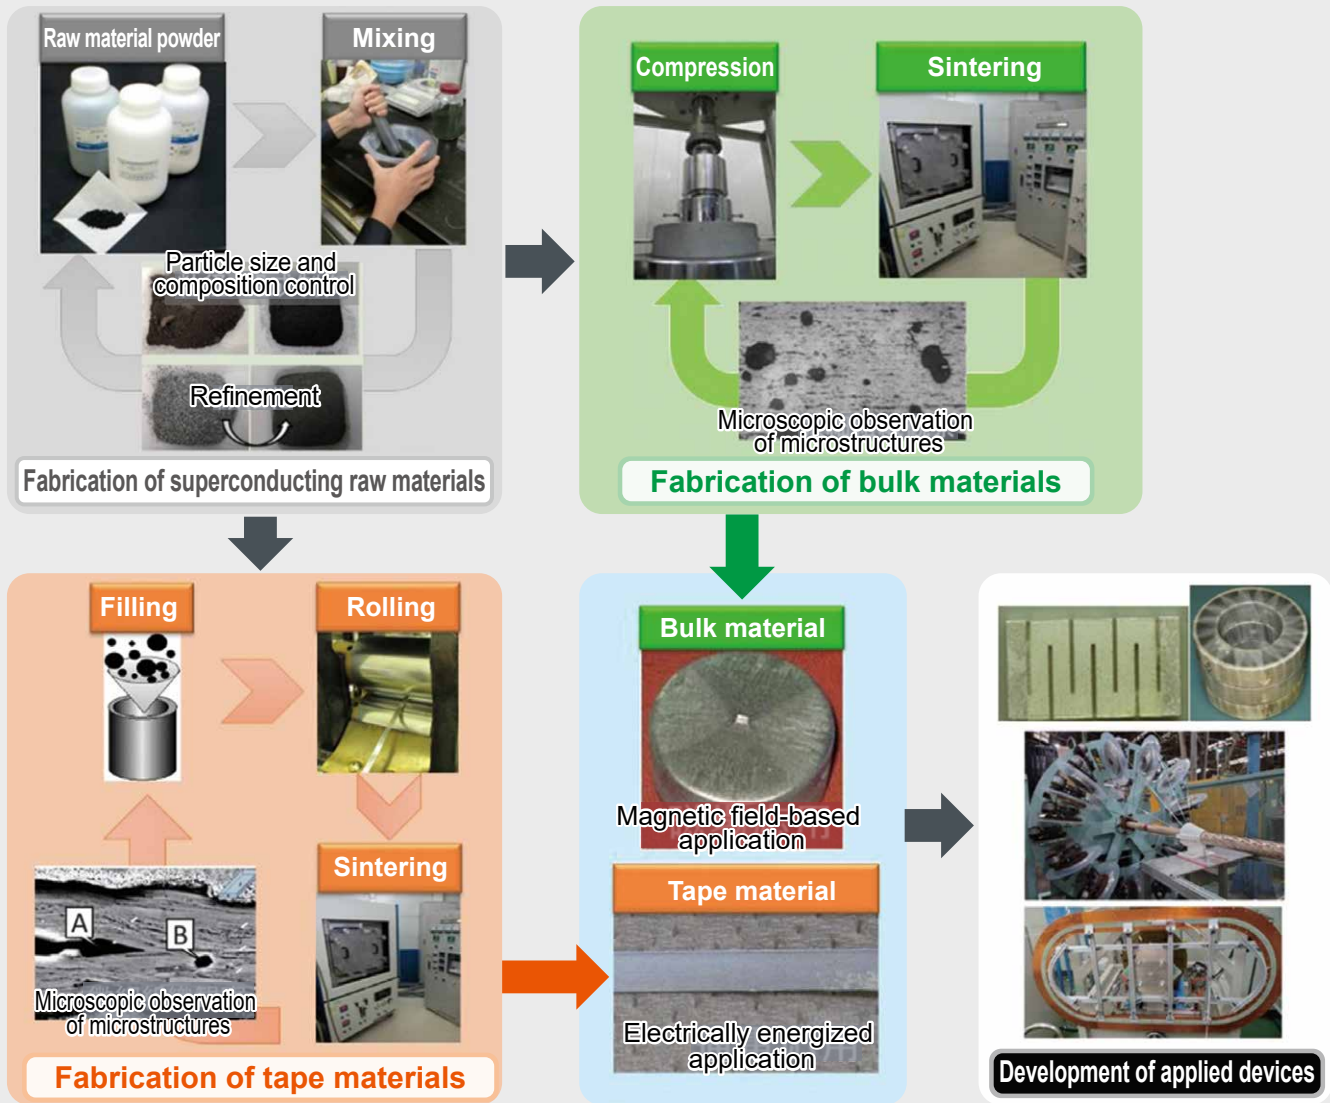 Raw material powder
Mixing
Particle size and
composition control
Refinement
Fabrication of superconducting raw materials
Compression
Sintering
Microscopic observation
of microstructures
Fabrication of bulk materials
Filling
Rolling
Sintering
A
B
Microscopic observation
of microstructures
Fabrication of tape materials
Bulk material
Magnetic field-based
application
Tape material
Electrically energized
application
Development of applied devices